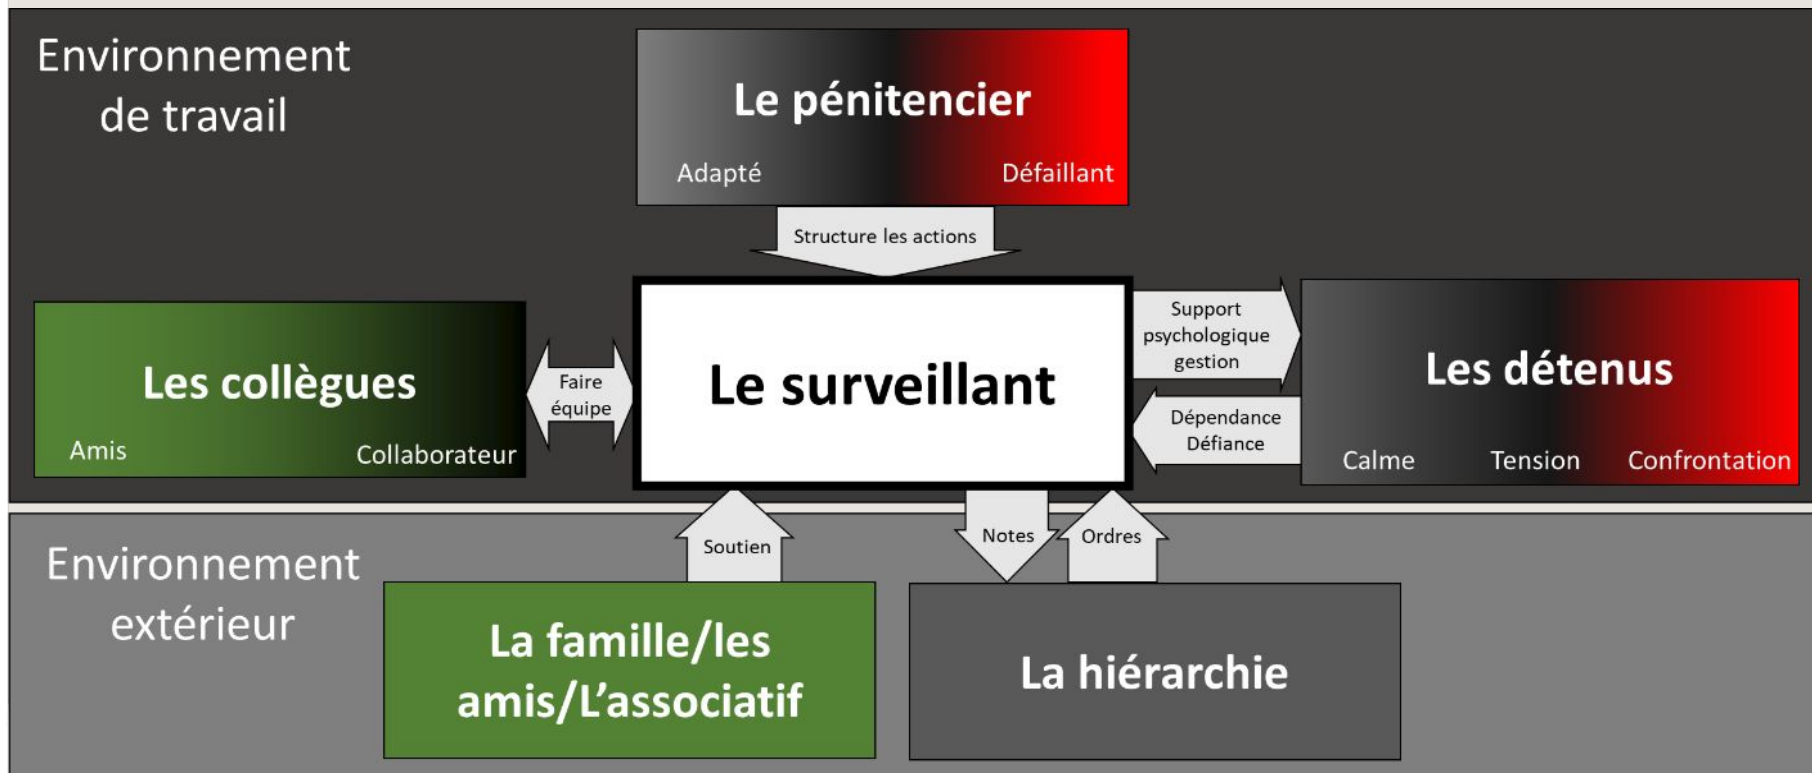 Environnement
de travail
Le pénitencier
Adapté
Défaillant
Structure les actions
Les collègues
Amis
Collaborateur
Faire
équipe
Le surveillant
Support
psychologique
gestion
Dépendance
Défiance
Les détenus
Calme
Tension
Confrontation
Environnement
extérieur
Soutien
Notes
Ordres
La famille/les
amis/L’associatif
La hiérarchie